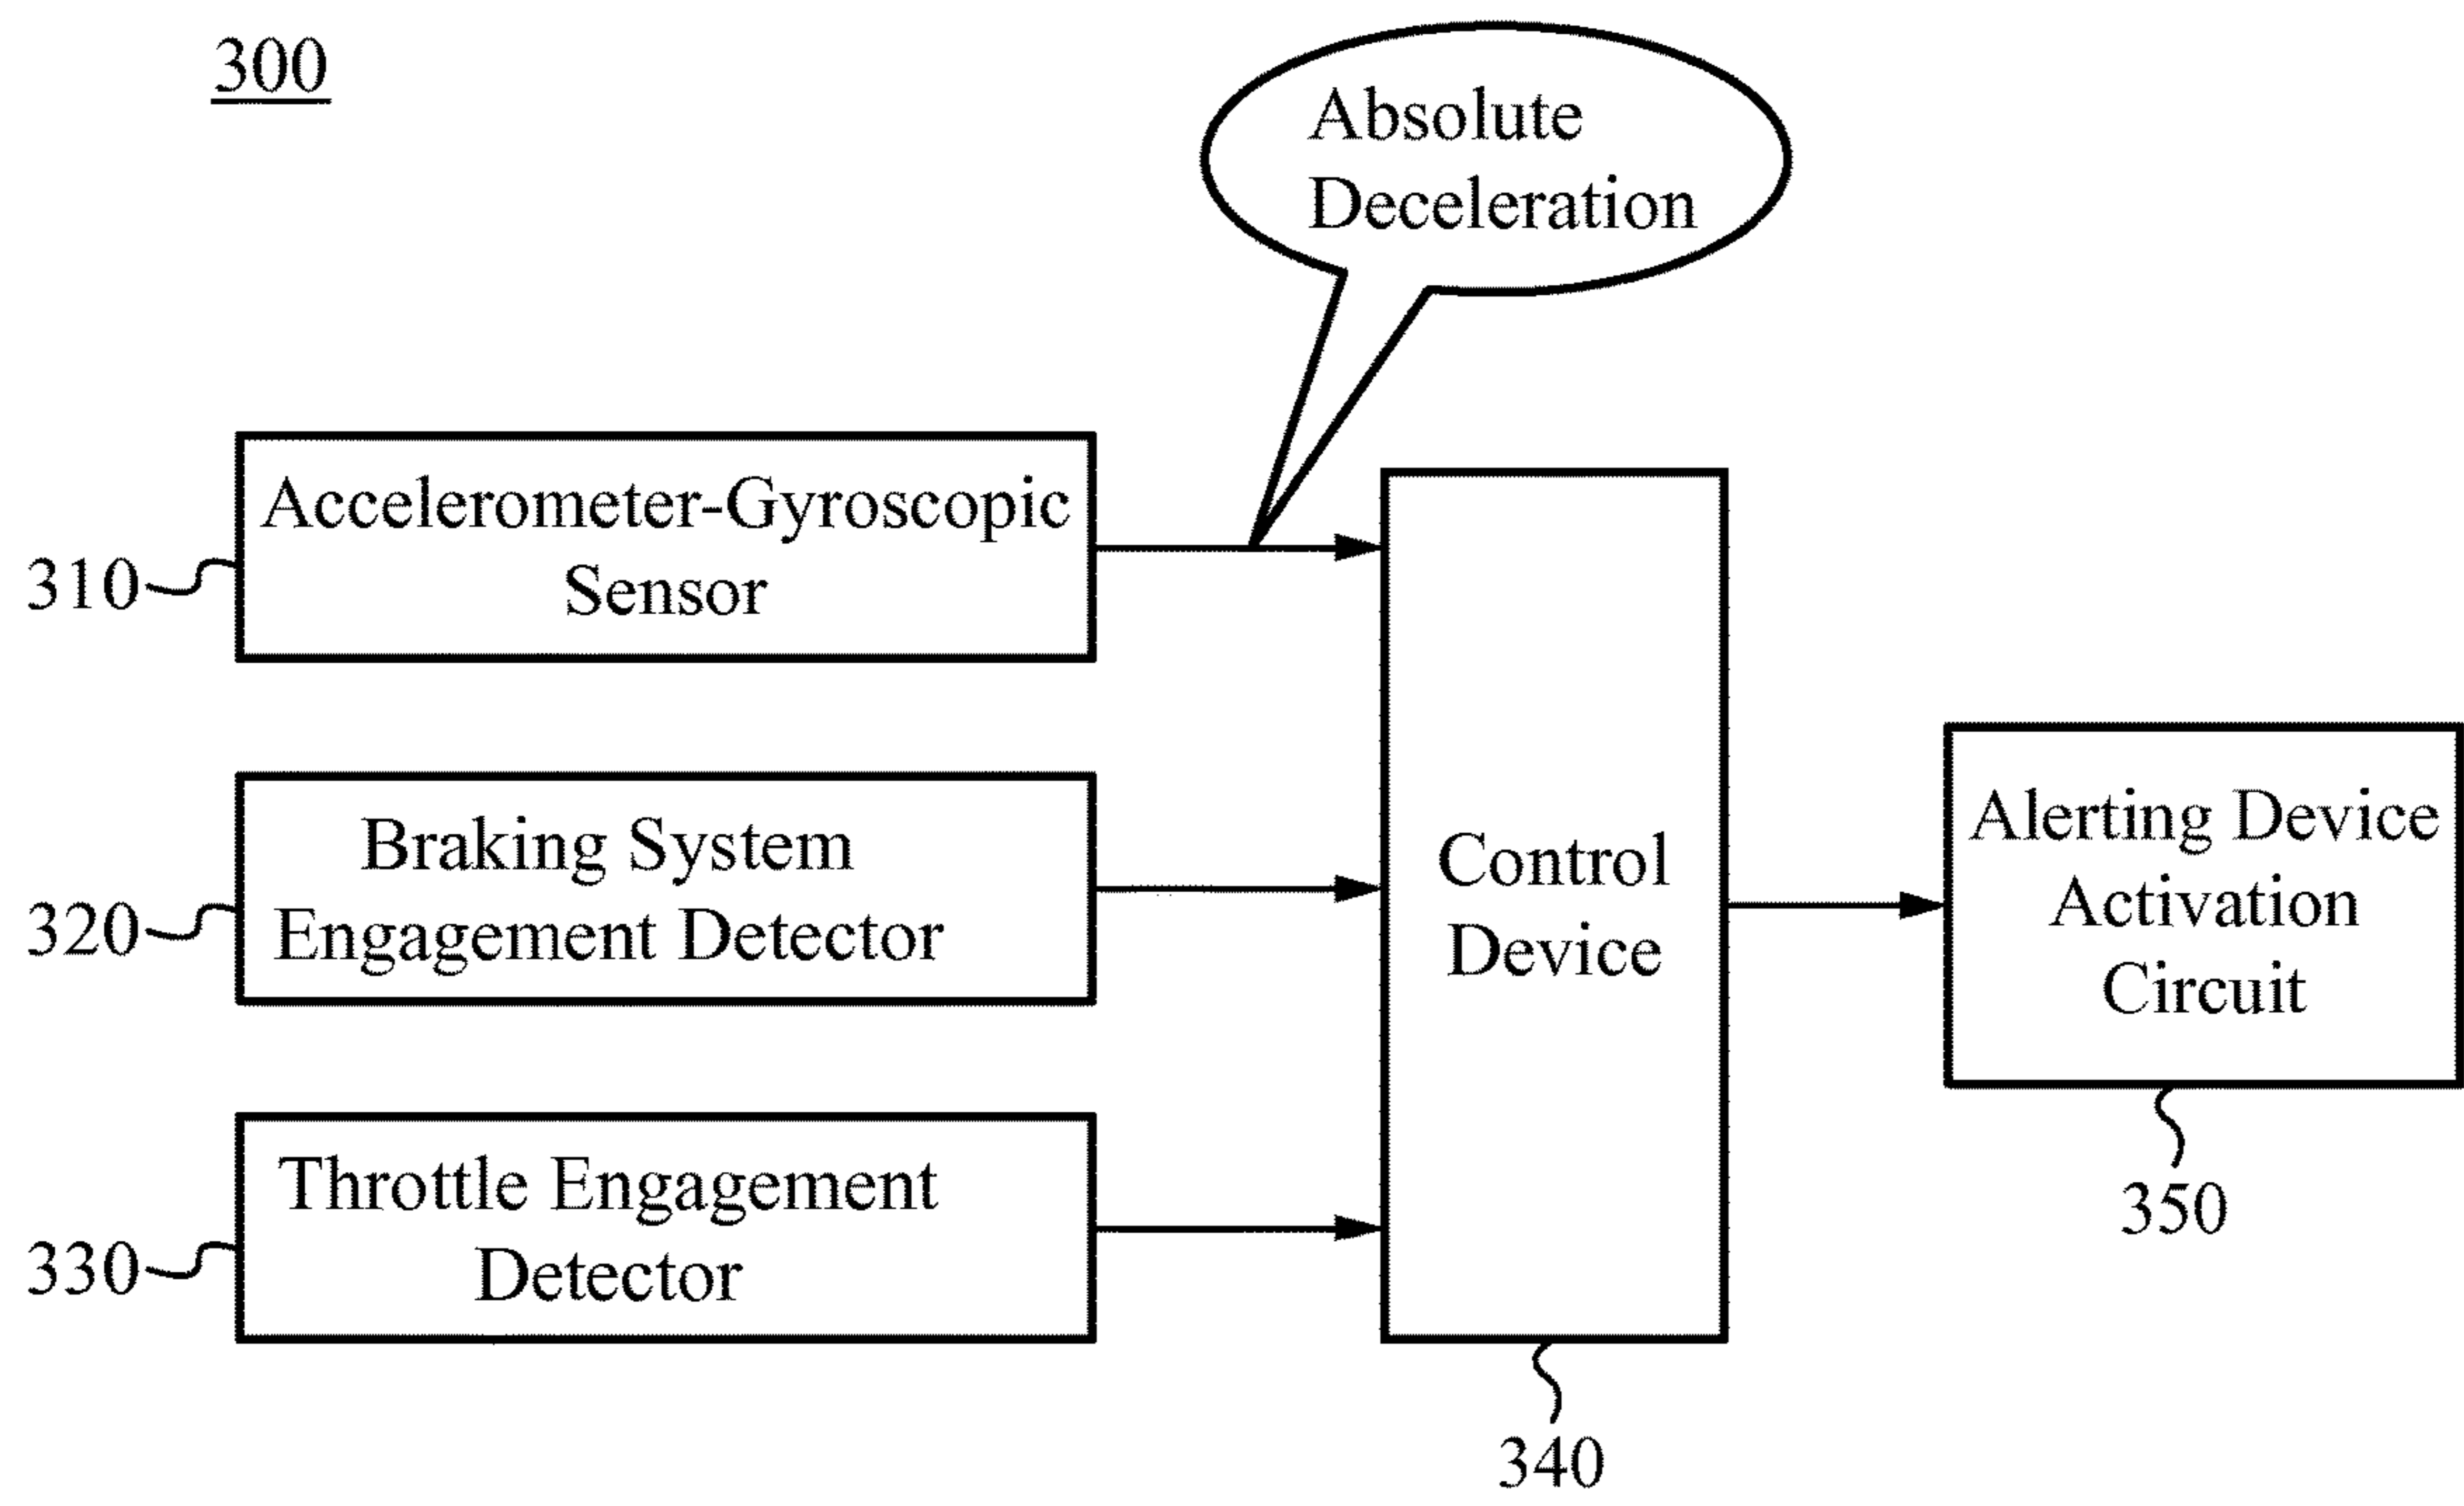 300
Absolute
Deceleration
Accelerometer-Gyroscopic
Sensor
310
Braking System
Engagement Detector
320
Throttle Engagement
Detector
330
Control
Device
340
Alerting Device
Activation
Circuit
350